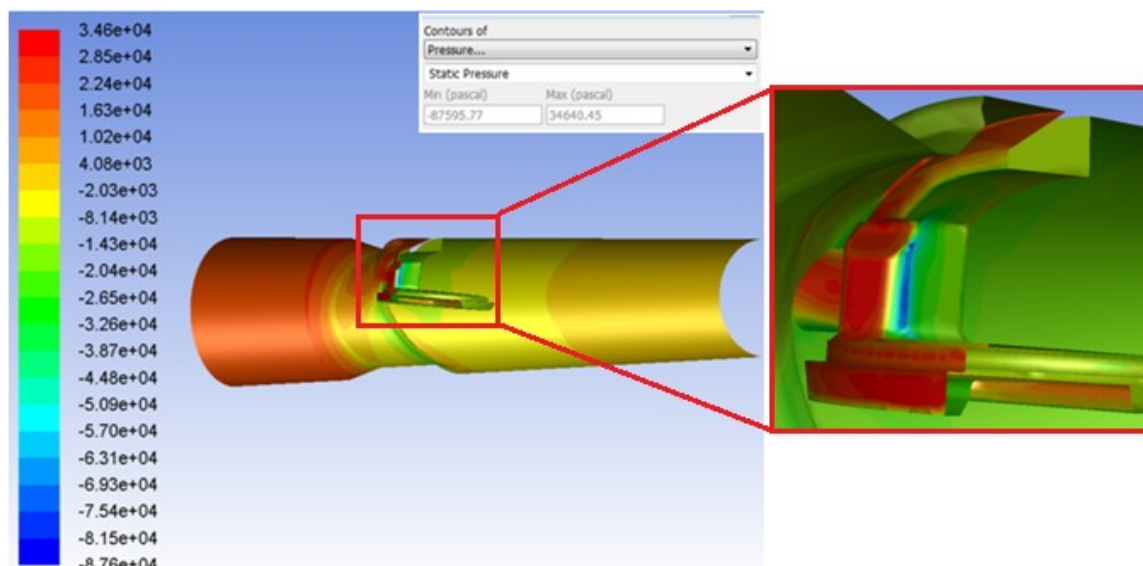 3.46e+04
2.85e+04
2.24e+04
1.63e+04
1.02e+04
4.08e+03
-2.03e+03
-8.14e+03
-1.43e+04
-2.04e+04
-2.65e+04
-3.26e+04
-3.87e+04
-4.48e+04
-5.09e+04
-5.70e+04
-6.31e+04
-6.93e+04
-7.54e+04
-8.15e+04
-8.76e+04
Contours of
Pressure...
Static Pressure
Min (pascal) Max (pascal)
-87595.77 34640.45